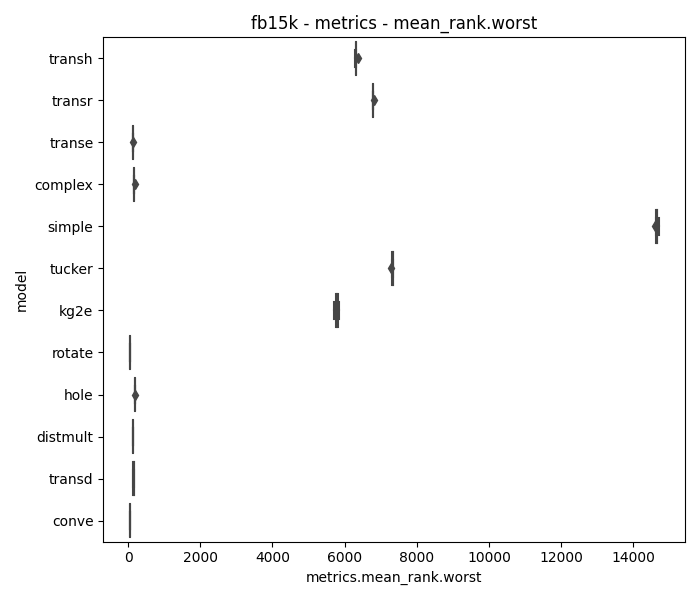 fb15k - metrics - mean_rank.worst
transh
transr
transe
complex
simple
tucker
kg2e
rotate
hole
distmult
transd
conve
model
0 2000 4000 6000 8000 10000 12000 14000
metrics.mean_rank.worst